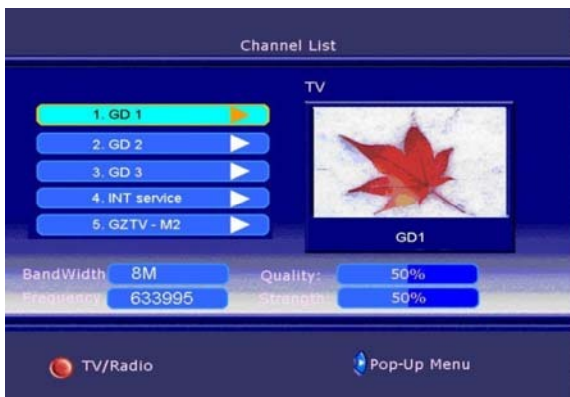 Channel List
TV
1. GD 1
2. GD 2
3. GD 3
4. INT service
5. GZTV - M2
GD1
BandWidth 8M Quality: 50%
Frequency 633995 Strength: 50%
TV/Radio Pop-Up Menu